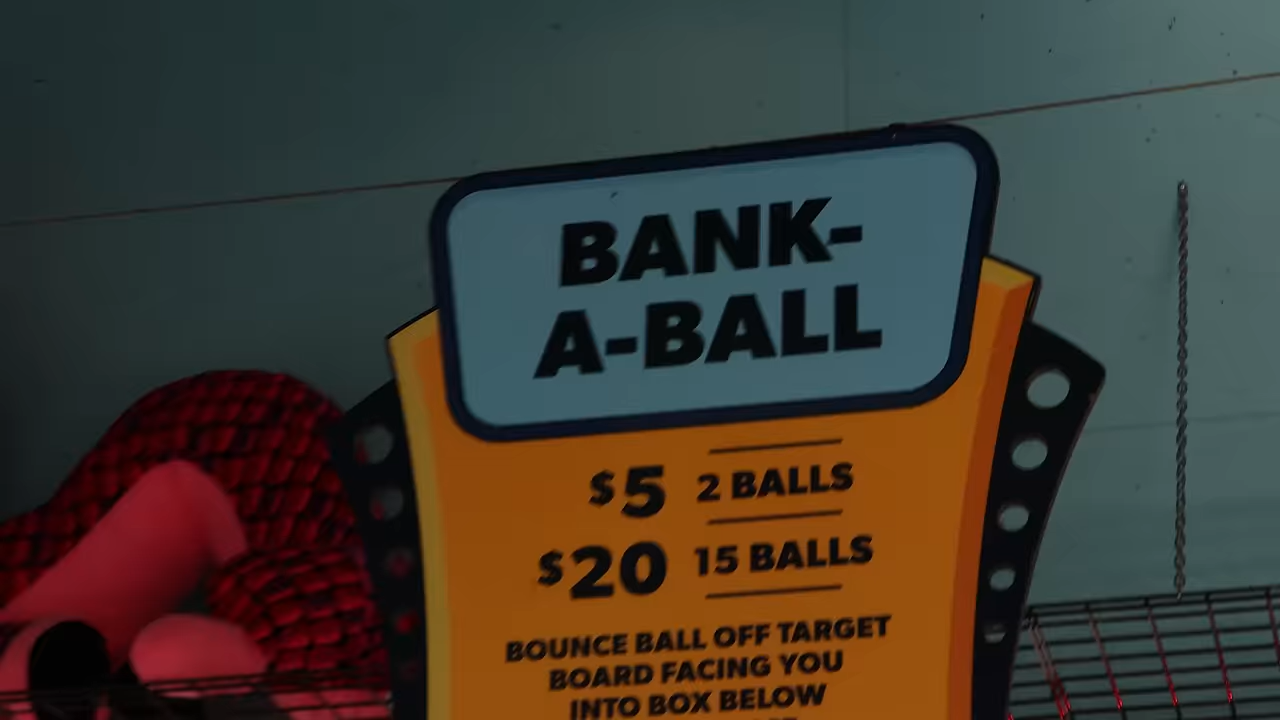 BANK-
A-BALL
$5 2 BALLS
$20 15 BALLS
BOUNCE BALL OFF TARGET
BOARD FACING YOU
INTO BOX BELOW